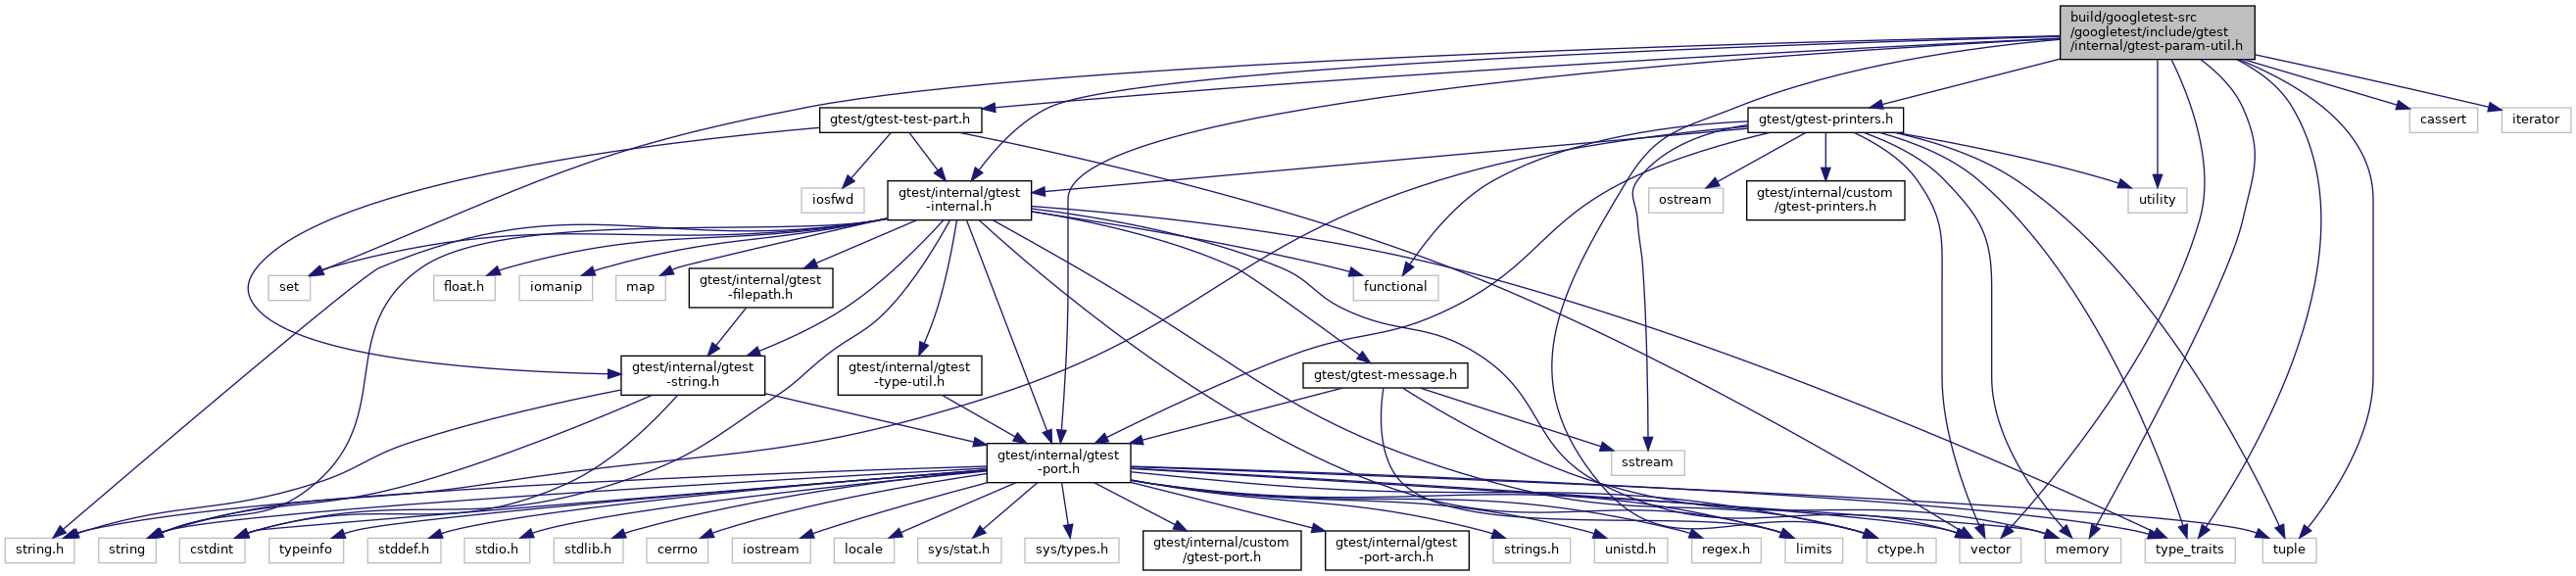 build/googletest-src
/googletest/include/gtest
/internal/gtest-param-util.h
gtest/gtest-test-part.h
gtest/gtest-printers.h
cassert
iterator
iosfwd
gtest/internal/gtest
-internal.h
ostream
gtest/internal/custom
/gtest-printers.h
utility
set
float.h
iomanip
map
gtest/internal/gtest
-filepath.h
functional
gtest/internal/gtest
-string.h
gtest/internal/gtest
-type-util.h
gtest/gtest-message.h
gtest/internal/gtest
-port.h
sstream
string.h
string
cstdint
typeinfo
stddef.h
stdio.h
stdlib.h
cerrno
iostream
locale
sys/stat.h
sys/types.h
gtest/internal/custom
/gtest-port.h
gtest/internal/gtest
-port-arch.h
strings.h
unistd.h
regex.h
limits
ctype.h
vector
memory
type_traits
tuple